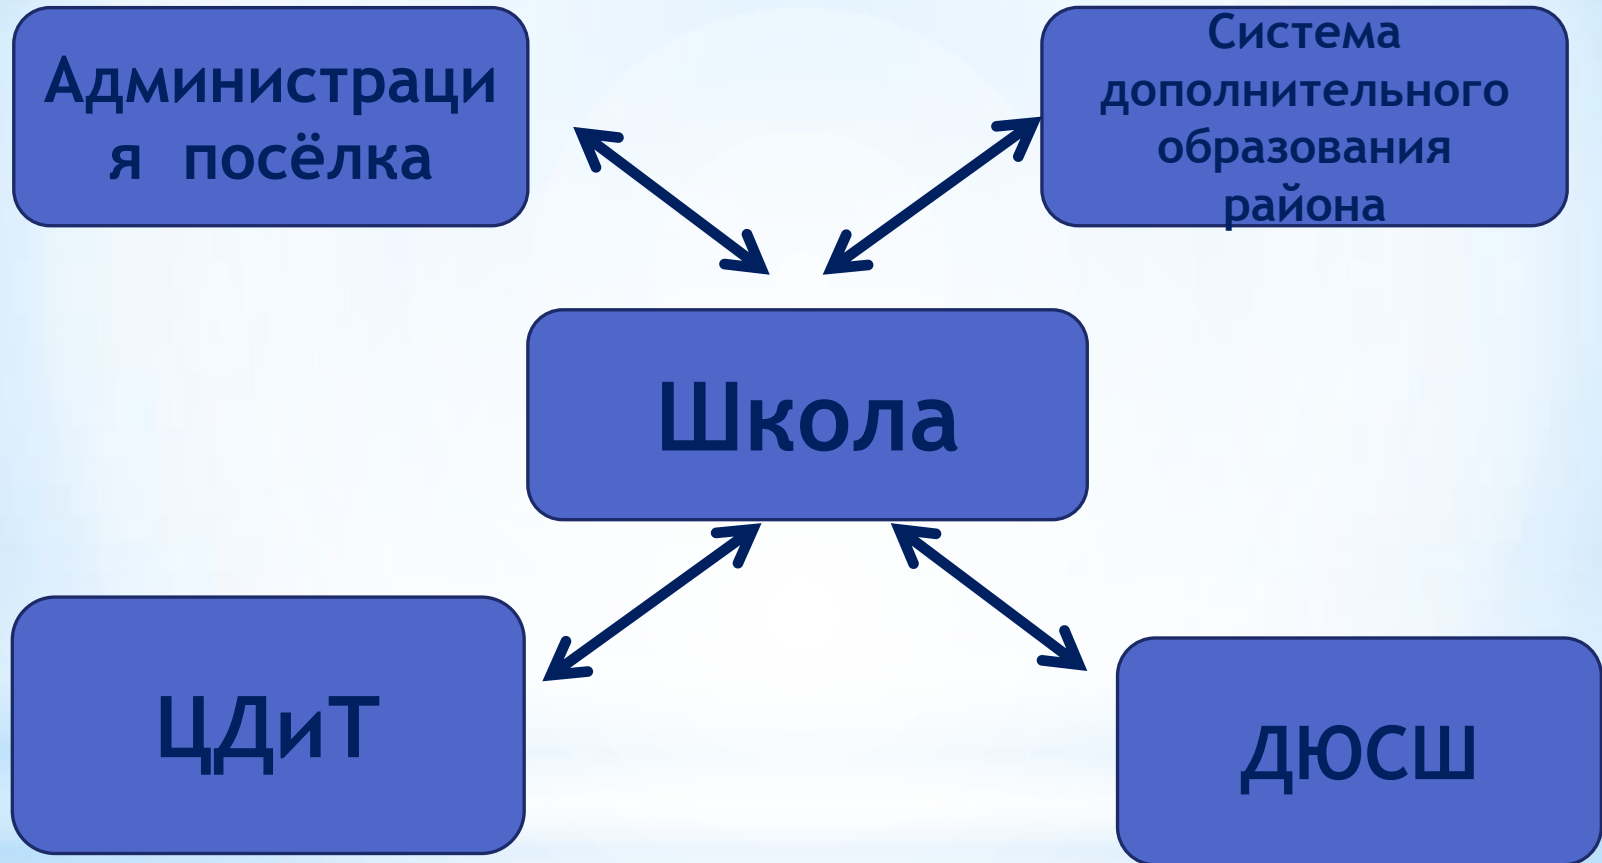 Администраци
я посёлка
Система
дополнительного
образования
района
Школа
ЦДиТ
ДЮСШ